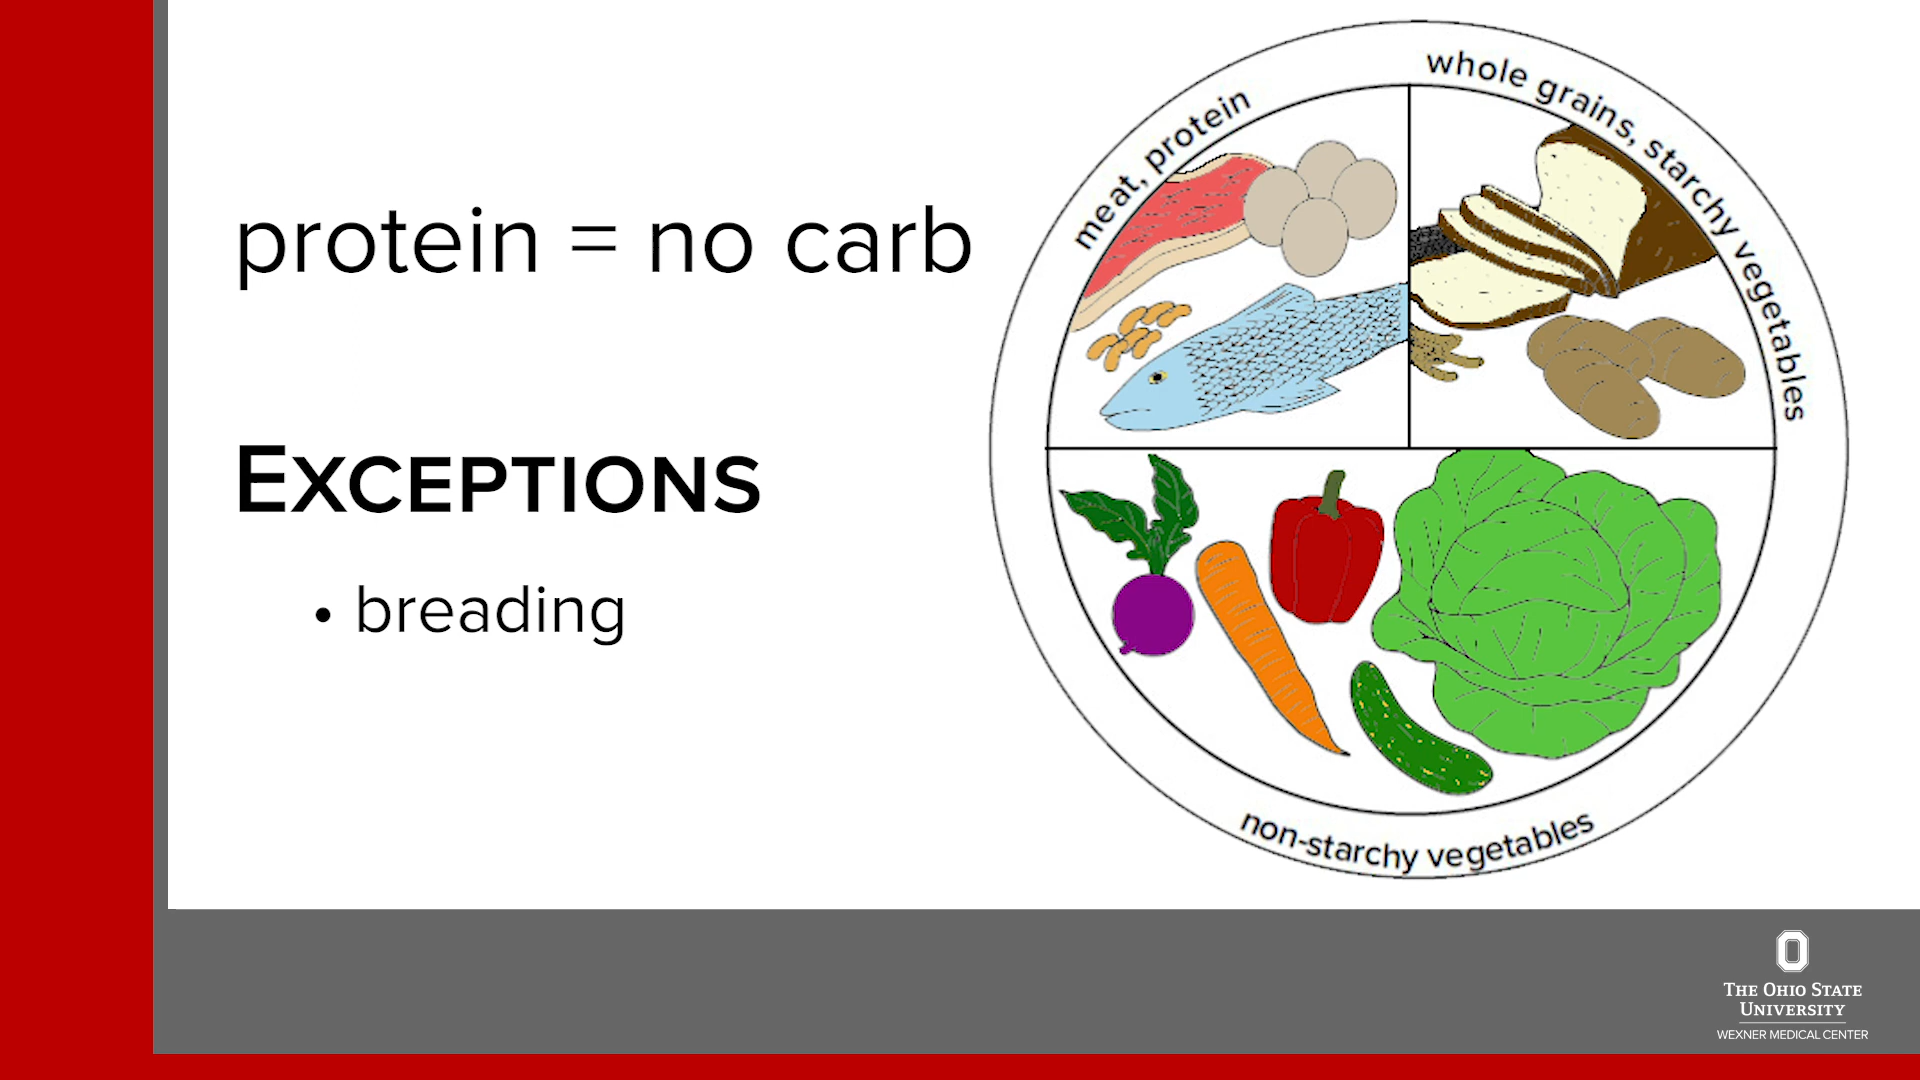 protein = no carb
EXCEPTIONS
• breading
meat, protein
whole grains, starchy vegetables
non-starchy vegetables
THE OHIO STATE
UNIVERSITY
WEXNER MEDICAL CENTER